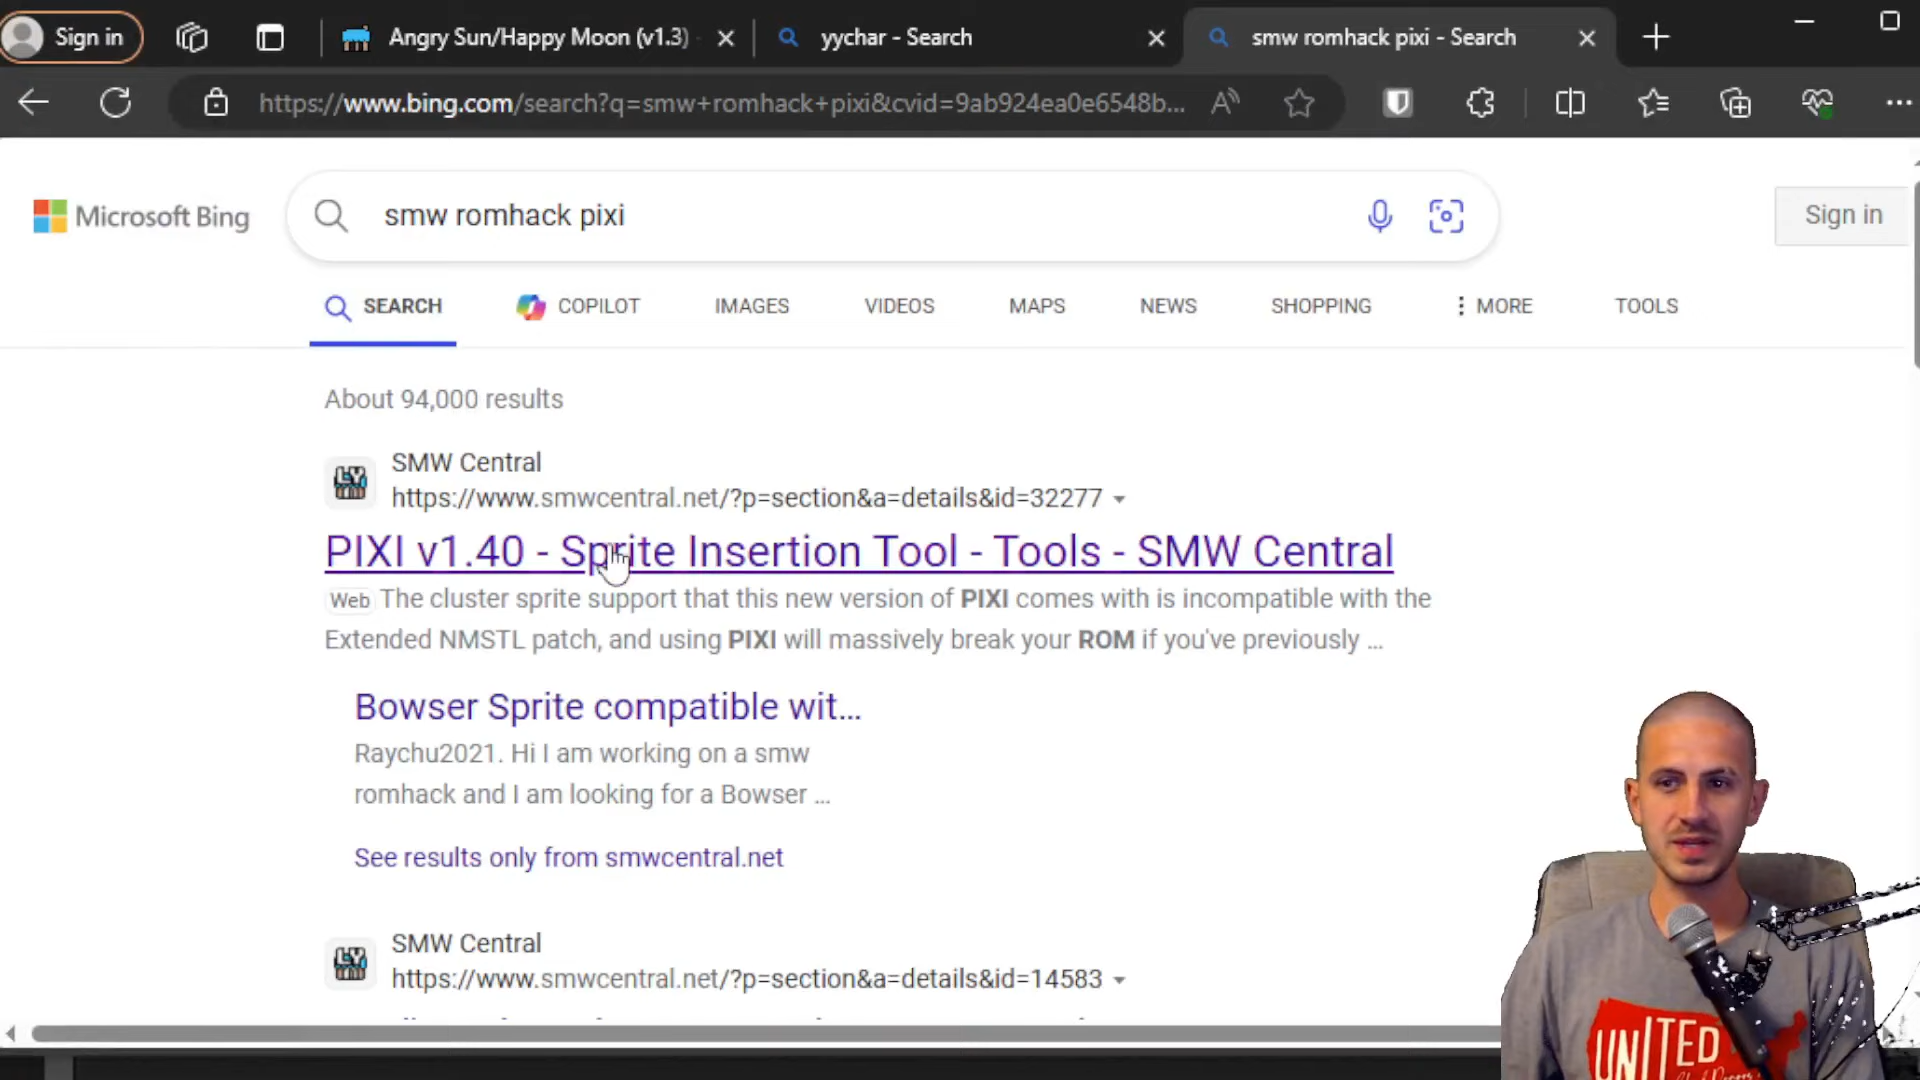 Sign in
Angry Sun/Happy Moon (v1.3)
yychar - Search
smw romhack pixi - Search
https://www.bing.com/search?q=smw+romhack+pixi&cvid=9ab924ea0e6548b...
Microsoft Bing
smw romhack pixi
Sign in
SEARCH
COPILOT
IMAGES
VIDEOS
MAPS
NEWS
SHOPPING
MORE
TOOLS
About 94,000 results
SMW Central
https://www.smwcentral.net/?p=section&a=details&id=32277
PIXI v1.40 - Sprite Insertion Tool - Tools - SMW Central
Web The cluster sprite support that this new version of PIXI comes with is incompatible with the
Extended NMSTL patch, and using PIXI will massively break your ROM if you've previously ...
Bowser Sprite compatible wit...
Raychu2021. Hi I am working on a smw
romhack and I am looking for a Bowser ...
See results only from smwcentral.net
SMW Central
https://www.smwcentral.net/?p=section&a=details&id=14583
UNITED